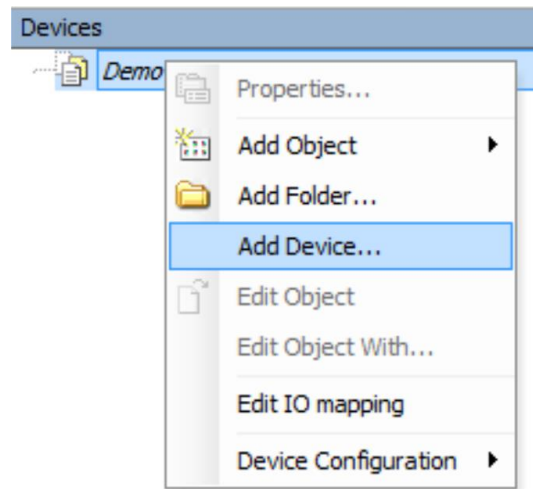 Devices
Demo
Properties...
Add Object
Add Folder...
Add Device...
Edit Object
Edit Object With...
Edit IO mapping
Device Configuration